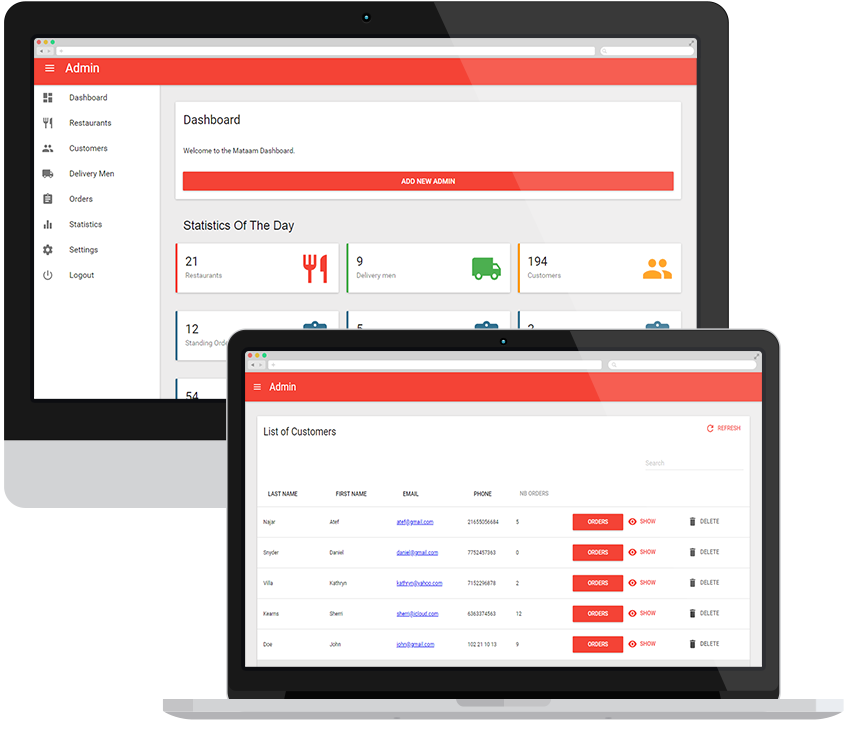 Admin
Dashboard
Restaurants
Customers
Delivery Men
Orders
Statistics
Settings
Logout
Dashboard
Welcome to the Mataam Dashboard.
ADD NEW ADMIN
Statistics Of The Day
21
Restaurants
9
Delivery men
194
Customers
12
Standing Orde
5
54
Admin
List of Customers
REFRESH
Search
LAST NAME FIRST NAME EMAIL PHONE NB ORDERS
Najar Atef atef@gmail.com 21655056684 5 ORDERS SHOW DELETE
Snyder Daniel daniel@gmail.com 7752457363 0 ORDERS SHOW DELETE
Villa Kathryn kathryn@yahoo.com 7152296878 2 ORDERS SHOW DELETE
Kearns Sherri sherri@icloud.com 6363374563 12 ORDERS SHOW DELETE
Doe John john@gmail.com 102 21 10 13 9 ORDERS SHOW DELETE